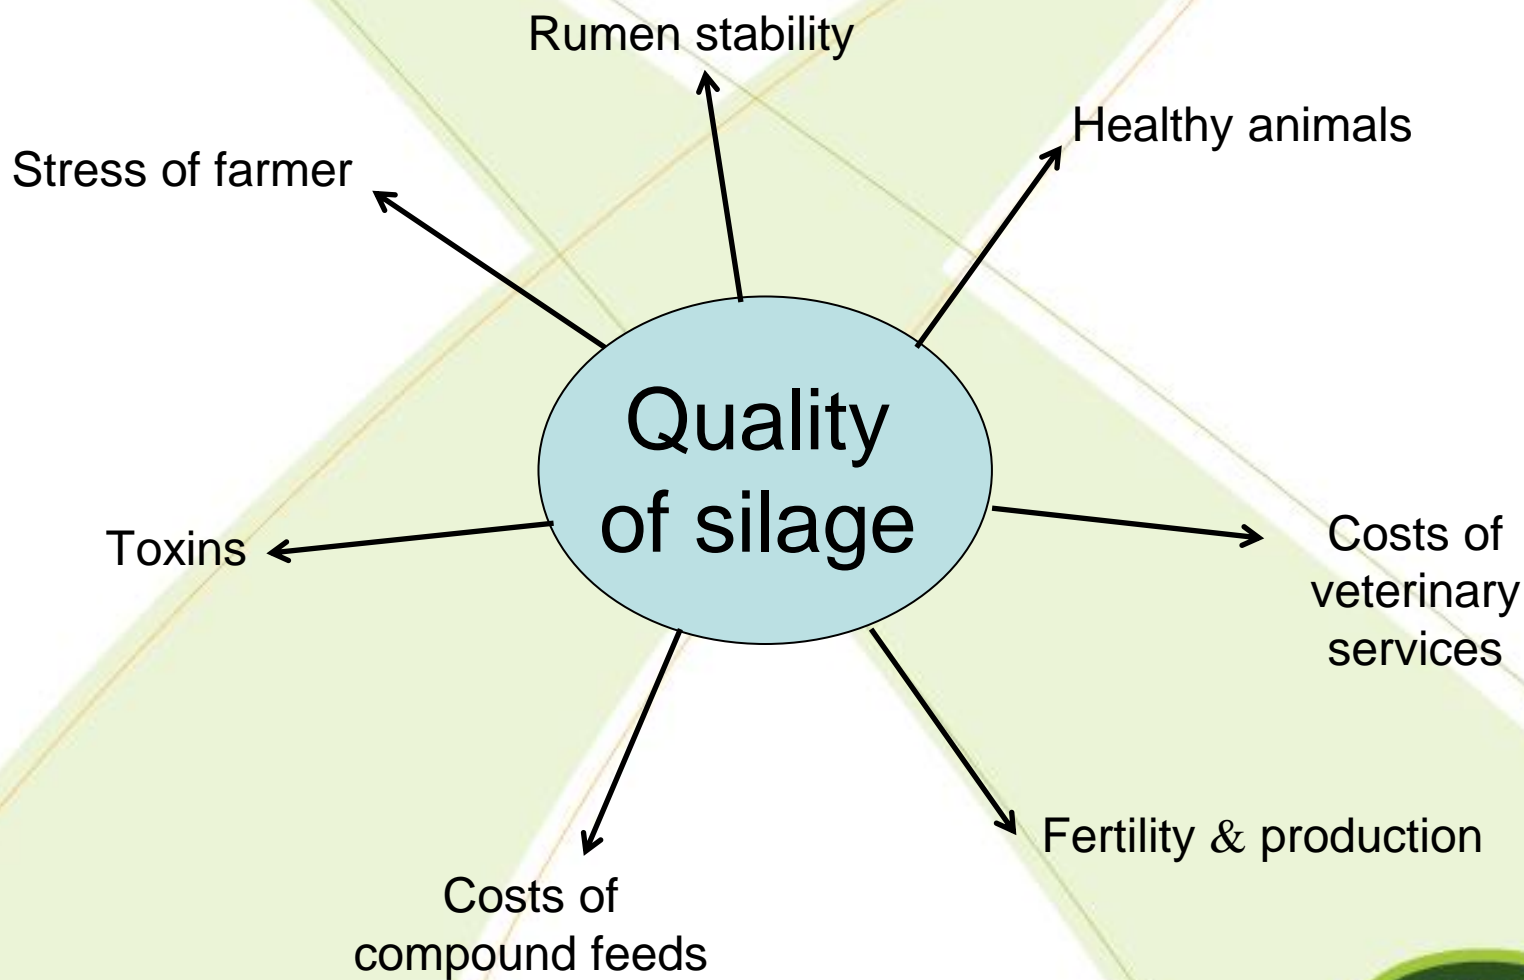 Rumen stability
Healthy animals
Stress of farmer
Quality
of silage
Toxins
Costs of
veterinary
services
Fertility & production
Costs of
compound feeds